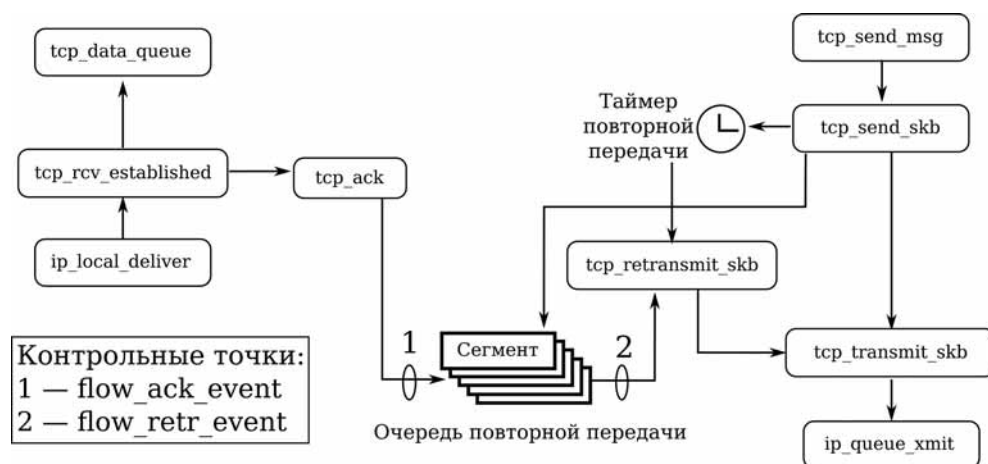 tcp_data_queue
tcp_send_msg
Таймер
повторной
передачи
tcp_send_skb
tcp_rcv_established
tcp_ack
ip_local_deliver
tcp_retransmit_skb
Контрольные точки:
1 — flow_ack_event
2 — flow_retr_event
1
Сегмент
2
tcp_transmit_skb
Очередь повторной передачи
ip_queue_xmit